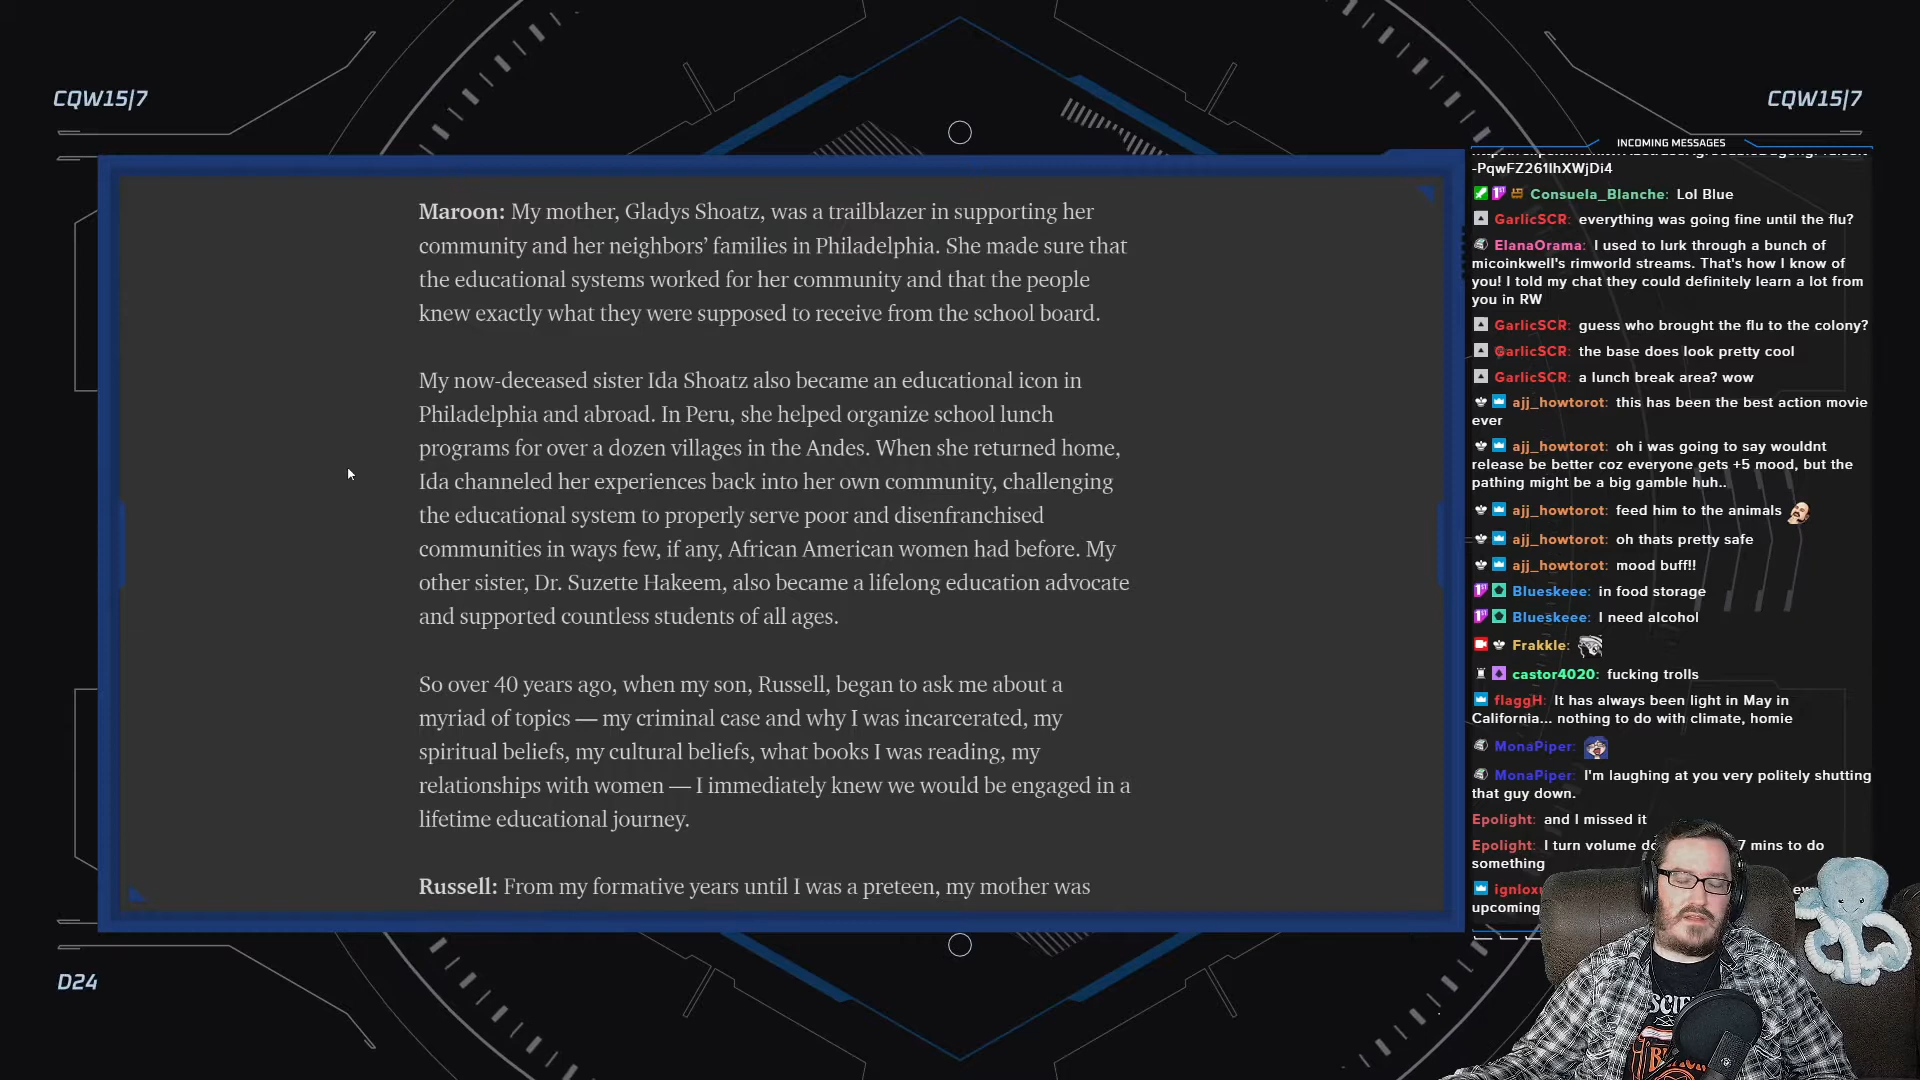 CQW15|7
CQW15|7
INCOMING MESSAGES
Maroon: My mother, Gladys Shoatz, was a trailblazer in supporting her
community and her neighbors’ families in Philadelphia. She made sure that
the educational systems worked for her community and that the people
knew exactly what they were supposed to receive from the school board.
My now-deceased sister Ida Shoatz also became an educational icon in
Philadelphia and abroad. In Peru, she helped organize school lunch
programs for over a dozen villages in the Andes. When she returned home,
Ida channeled her experiences back into her own community, challenging
the educational system to properly serve poor and disenfranchised
communities in ways few, if any, African American women had before. My
other sister, Dr. Suzette Hakeem, also became a lifelong education advocate
and supported countless students of all ages.
So over 40 years ago, when my son, Russell, began to ask me about a
myriad of topics — my criminal case and why I was incarcerated, my
spiritual beliefs, my cultural beliefs, what books I was reading, my
relationships with women — I immediately knew we would be engaged in a
lifetime educational journey.
Russell: From my formative years until I was a preteen, my mother was
-PqwFZ261IhXWjDi4
Consuela_Blanche: Lol Blue
GarlicSCR: everything was going fine until the flu?
ElanaOrama: I used to lurk through a bunch of
micoinkwell's rimworld streams. That's how I know of
you! I told my chat they could definitely learn a lot from
you in RW
GarlicSCR: guess who brought the flu to the colony?
GarlicSCR: the base does look pretty cool
GarlicSCR: a lunch break area? wow
ajj_howtorot: this has been the best action movie
ever
ajj_howtorot: oh i was going to say wouldnt
release be better coz everyone gets +5 mood, but the
pathing might be a big gamble huh..
ajj_howtorot: feed him to the animals
ajj_howtorot: oh thats pretty safe
ajj_howtorot: mood buff!!
Blueskeee: in food storage
Blueskeee: I need alcohol
Frakkle:
castor4020: fucking trolls
flaggH: It has always been light in May in
California... nothing to do with climate, homie
MonaPiper:
MonaPiper: I'm laughing at you very politely shutting
that guy down.
Epolight: and I missed it
Epolight: I turn volume 7 mins to do
something
upcoming
D24